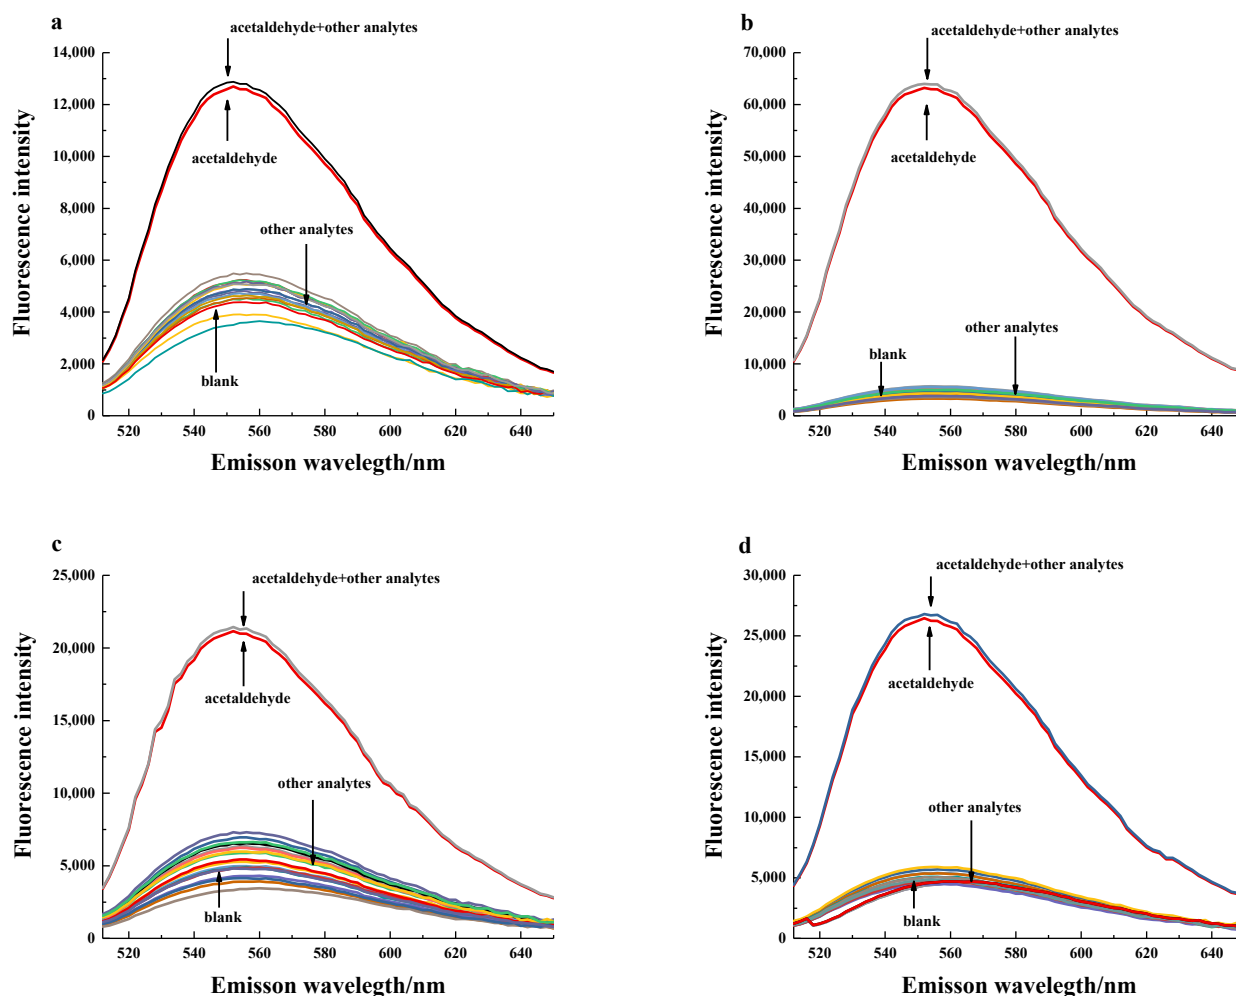 a
acetaldehyde+other analytes
14,000
12,000
acetaldehyde
10,000
8,000
other analytes
6,000
4,000
blank
2,000
0
520 540 560 580 600 620 640
Fluorescence intensity
Emisson wavelegth/nm
b
acetaldehyde+other analytes
70,000
60,000
acetaldehyde
50,000
40,000
30,000
20,000
other analytes
blank
10,000
0
520 540 560 580 600 620 640
Fluorescence intensity
Emisson wavelegth/nm
c
acetaldehyde+other analytes
25,000
20,000
acetaldehyde
15,000
other analytes
10,000
5,000
blank
0
520 540 560 580 600 620 640
Fluorescence intensity
Emisson wavelegth/nm
d
acetaldehyde+other analytes
30,000
25,000
acetaldehyde
20,000
15,000
other analytes
10,000
5,000
blank
0
520 540 560 580 600 620 640
Fluorescence intensity
Emisson wavelegth/nm